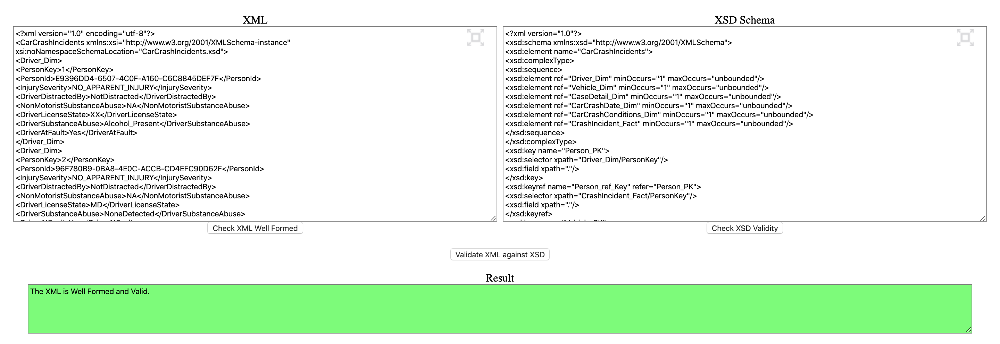 XML
<?xml version="1.0" encoding="utf-8"?>
<CarCrashIncidents xmlns:xsi="http://www.w3.org/2001/XMLSchema-instance"
xsi:noNamespaceSchemaLocation="CarCrashIncidents.xsd">
<Driver_Dim>
<PersonKey>1</PersonKey>
<PersonId>E9396DD4-6507-4C0F-A160-C6C8845DEF7F</PersonId>
<InjurySeverity>NO_APPARENT_INJURY</InjurySeverity>
<DriverDistractedBy>NotDistracted</DriverDistractedBy>
<NonMotoristSubstanceAbuse>NA</NonMotoristSubstanceAbuse>
<DriverLicenseState>XX</DriverLicenseState>
<DriverSubstanceAbuse>Alcohol_Present</DriverSubstanceAbuse>
<DriverAtFault>Yes</DriverAtFault>
</Driver_Dim>
<Driver_Dim>
<PersonKey>2</PersonKey>
<PersonId>96F780B9-0BA8-4E0C-ACCB-CD4EFC90D62F</PersonId>
<InjurySeverity>NO_APPARENT_INJURY</InjurySeverity>
<DriverDistractedBy>NotDistracted</DriverDistractedBy>
<NonMotoristSubstanceAbuse>NA</NonMotoristSubstanceAbuse>
<DriverLicenseState>MD</DriverLicenseState>
<DriverSubstanceAbuse>NoneDetected</DriverSubstanceAbuse>
Check XML Well Formed
XSD Schema
<?xml version="1.0"?>
<xsd:schema xmlns:xsd="http://www.w3.org/2001/XMLSchema">
<xsd:element name="CarCrashIncidents">
<xsd:complexType>
<xsd:sequence>
<xsd:element ref="Driver_Dim" minOccurs="1" maxOccurs="unbounded"/>
<xsd:element ref="Vehicle_Dim" minOccurs="1" maxOccurs="unbounded"/>
<xsd:element ref="CaseDetail_Dim" minOccurs="1" maxOccurs="unbounded"/>
<xsd:element ref="CarCrashDate_Dim" minOccurs="1" maxOccurs="unbounded"/>
<xsd:element ref="CarCrashConditions_Dim" minOccurs="1" maxOccurs="unbounded"/>
<xsd:element ref="CrashIncident_Fact" minOccurs="1" maxOccurs="unbounded"/>
</xsd:sequence>
</xsd:complexType>
<xsd:key name="Person_PK">
<xsd:selector xpath="Driver_Dim/PersonKey"/>
<xsd:field xpath="."/>
</xsd:key>
<xsd:keyref name="Person_ref_Key" refer="Person_PK">
<xsd:selector xpath="CrashIncident_Fact/PersonKey"/>
<xsd:field xpath="."/>
</xsd:keyref>
Check XSD Validity
Validate XML against XSD
Result
The XML is Well Formed and Valid.